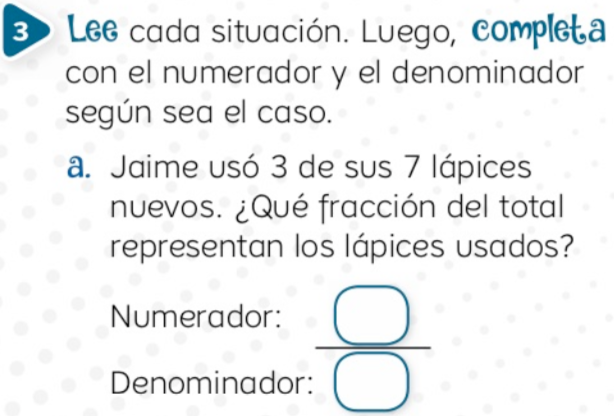 3 Lee cada situación. Luego, completa
con el numerador y el denominador
según sea el caso.
a. Jaime usó 3 de sus 7 lápices
nuevos. ¿Qué fracción del total
representan los lápices usados?
Numerador:
Denominador: